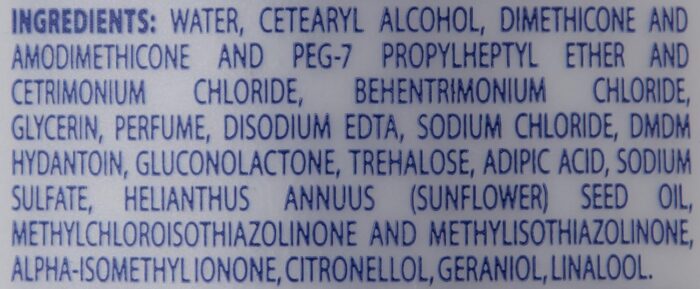 INGREDIENTS: WATER, CETEARYL ALCOHOL, DIMETHICONE AND
AMODIMETHICONE AND PEG-7 PROPYLHEPTYL ETHER AND
CETRIMONIUM CHLORIDE, BEHENTRIMONIUM CHLORIDE,
GLYCERIN, PERFUME, DISODIUM EDTA, SODIUM CHLORIDE, DMDM
HYDANTOIN, GLUCONOLACTONE, TREHALOSE, ADIPIC ACID, SODIUM
SULFATE, HELIANTHUS ANNUUS (SUNFLOWER) SEED OIL,
METHYLCHLOROISOTHIAZOLINONE AND METHYLISOTHIAZOLINONE,
ALPHA-ISOMETHYL IONONE, CITRONELLOL, GERANIOL, LINALOOL.